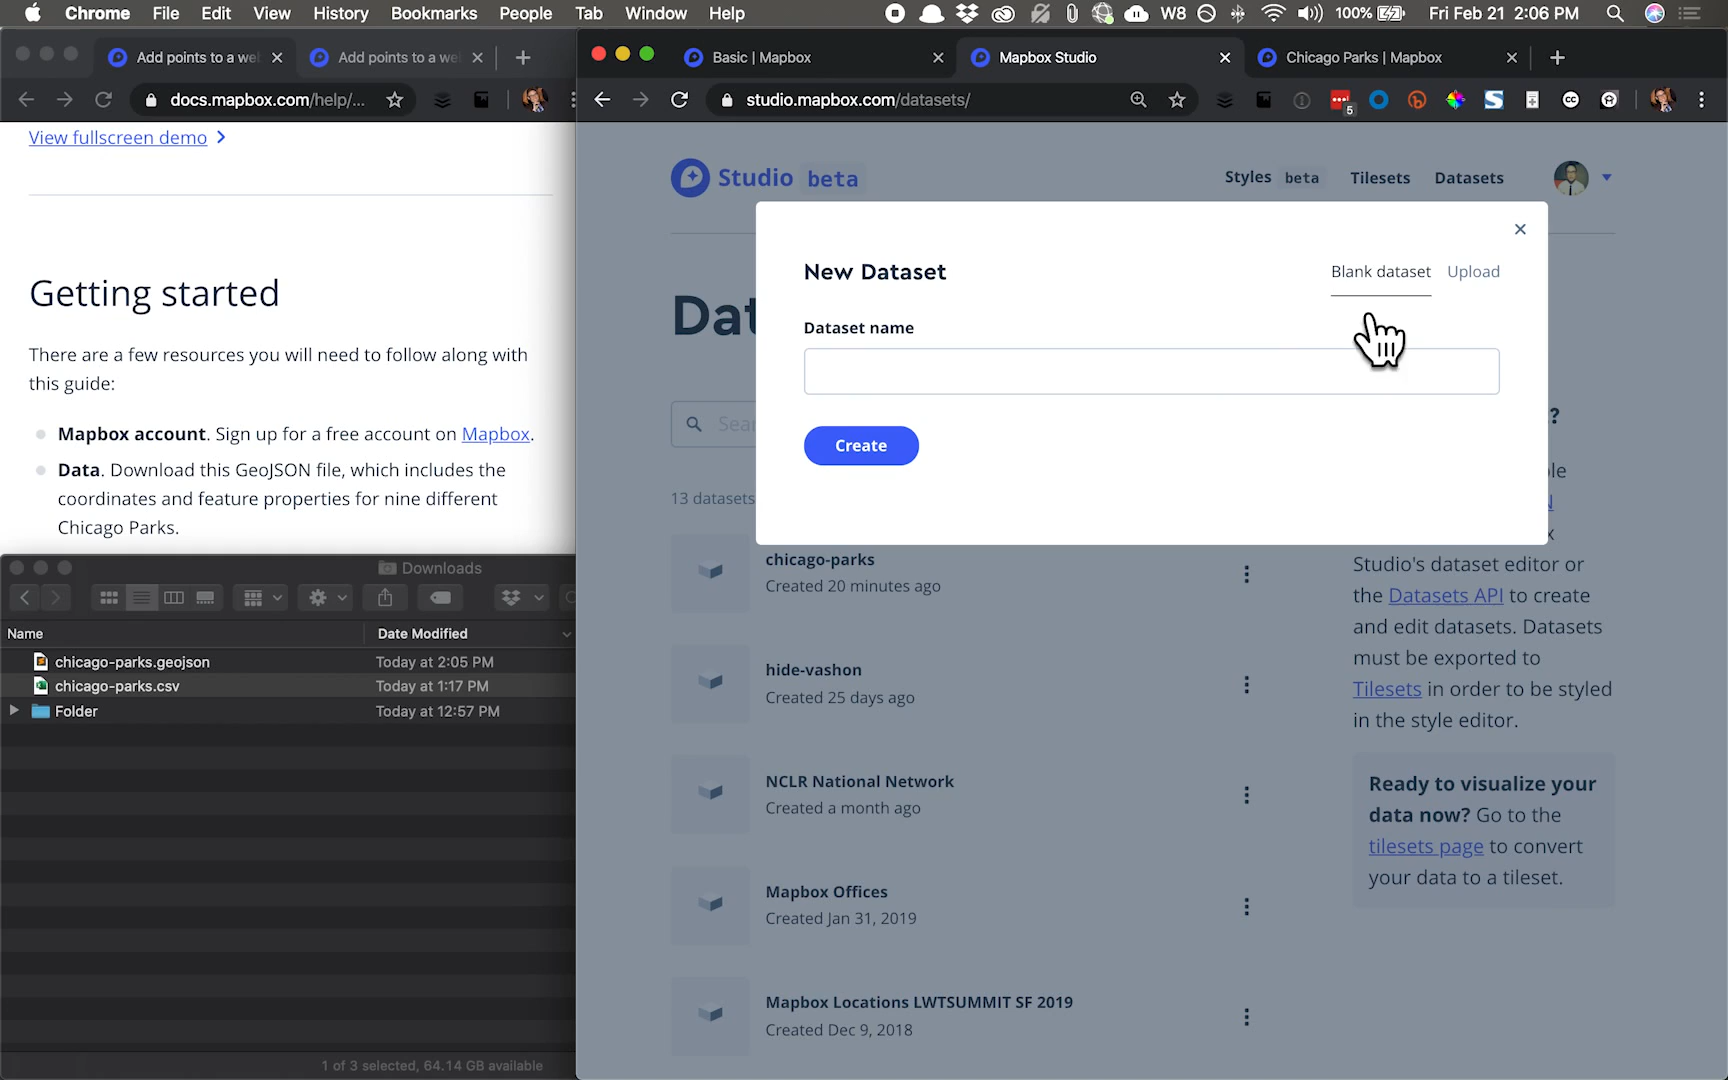 Chrome File Edit View History Bookmarks People Tab Window Help W8 100% Fri Feb 21 2:06 PM
Add points to a we
Add points to a we
docs.mapbox.com/help/...
View fullscreen demo
Getting started
There are a few resources you will need to follow along with
this guide:
Mapbox account. Sign up for a free account on Mapbox.
Data. Download this GeoJSON file, which includes the
coordinates and feature properties for nine different
Chicago Parks.
Downloads
Name Date Modified
chicago-parks.geojson Today at 2:05 PM
chicago-parks.csv Today at 1:17 PM
Folder Today at 12:57 PM
1 of 3 selected, 64.14 GB available
Basic | Mapbox
Mapbox Studio
Chicago Parks | Mapbox
studio.mapbox.com/datasets/
5
Studio beta
Styles beta Tilesets Datasets
Dat
New Dataset
Blank dataset Upload
Dataset name
Create
Sear
13 datasets
chicago-parks
Created 20 minutes ago
hide-vashon
Created 25 days ago
NCLR National Network
Created a month ago
Mapbox Offices
Created Jan 31, 2019
Mapbox Locations LWTSUMMIT SF 2019
Created Dec 9, 2018
?
le
N
x
Studio's dataset editor or
the Datasets API to create
and edit datasets. Datasets
must be exported to
Tilesets in order to be styled
in the style editor.
Ready to visualize your
data now? Go to the
tilesets page to convert
your data to a tileset.